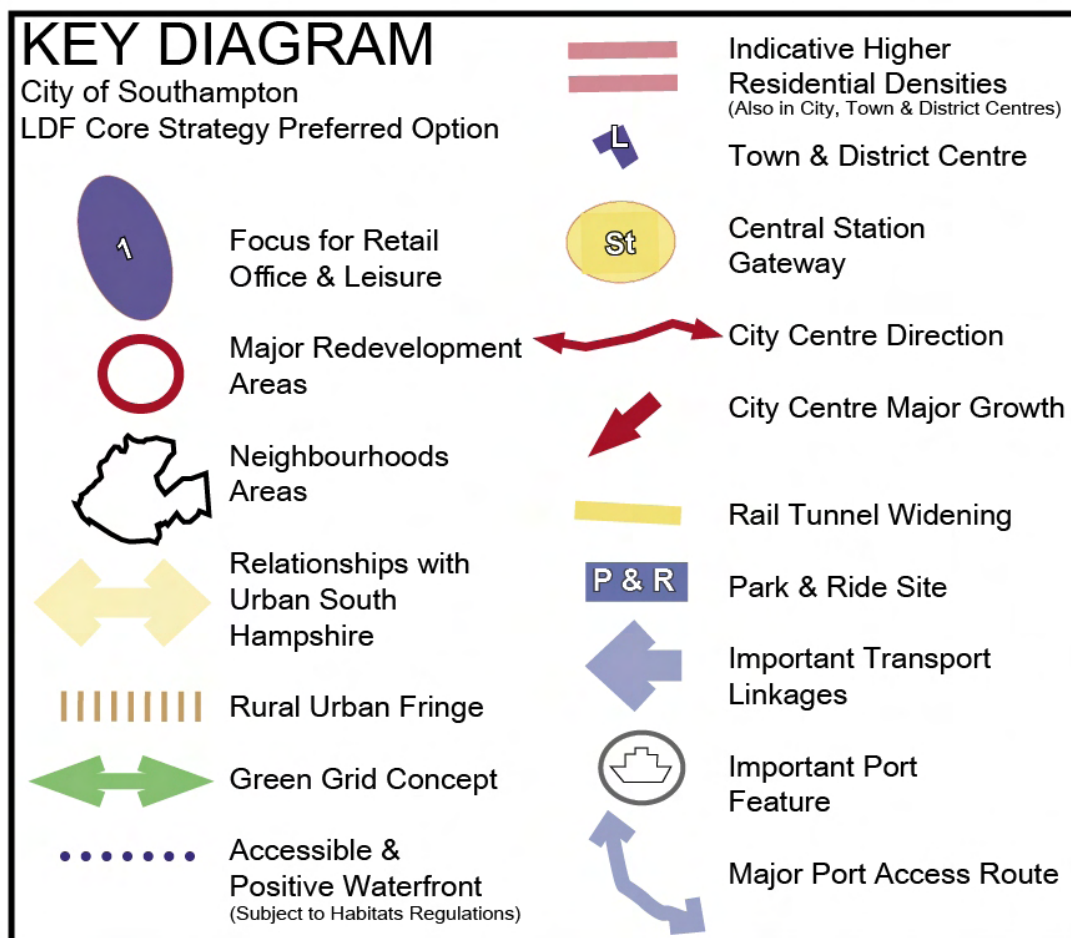 KEY DIAGRAM
City of Southampton
LDF Core Strategy Preferred Option
1
Focus for Retail
Office & Leisure
Major Redevelopment
Areas
Neighbourhoods
Areas
Relationships with
Urban South
Hampshire
Rural Urban Fringe
Green Grid Concept
Accessible &
Positive Waterfront
(Subject to Habitats Regulations)
Indicative Higher
Residential Densities
(Also in City, Town & District Centres)
L
Town & District Centre
St
Central Station
Gateway
City Centre Direction
City Centre Major Growth
Rail Tunnel Widening
P & R
Park & Ride Site
Important Transport
Linkages
Important Port
Feature
Major Port Access Route